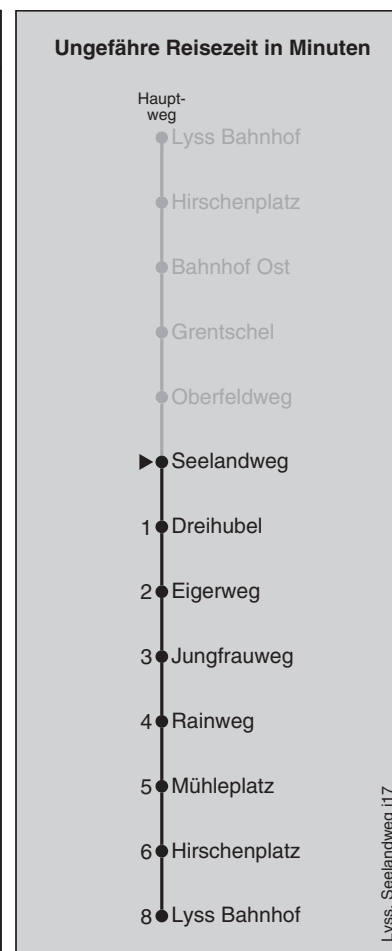 Ungefähre Reisezeit in Minuten
Haupt-
weg
Lyss Bahnhof
Hirschenplatz
Bahnhof Ost
Grentschel
Oberfeldweg
Seelandweg
1 Dreihubel
2 Eigerweg
3 Jungfrauweg
4 Rainweg
5 Mühleplatz
6 Hirschenplatz
8 Lyss Bahnhof
Lyss, Seelandweg j17